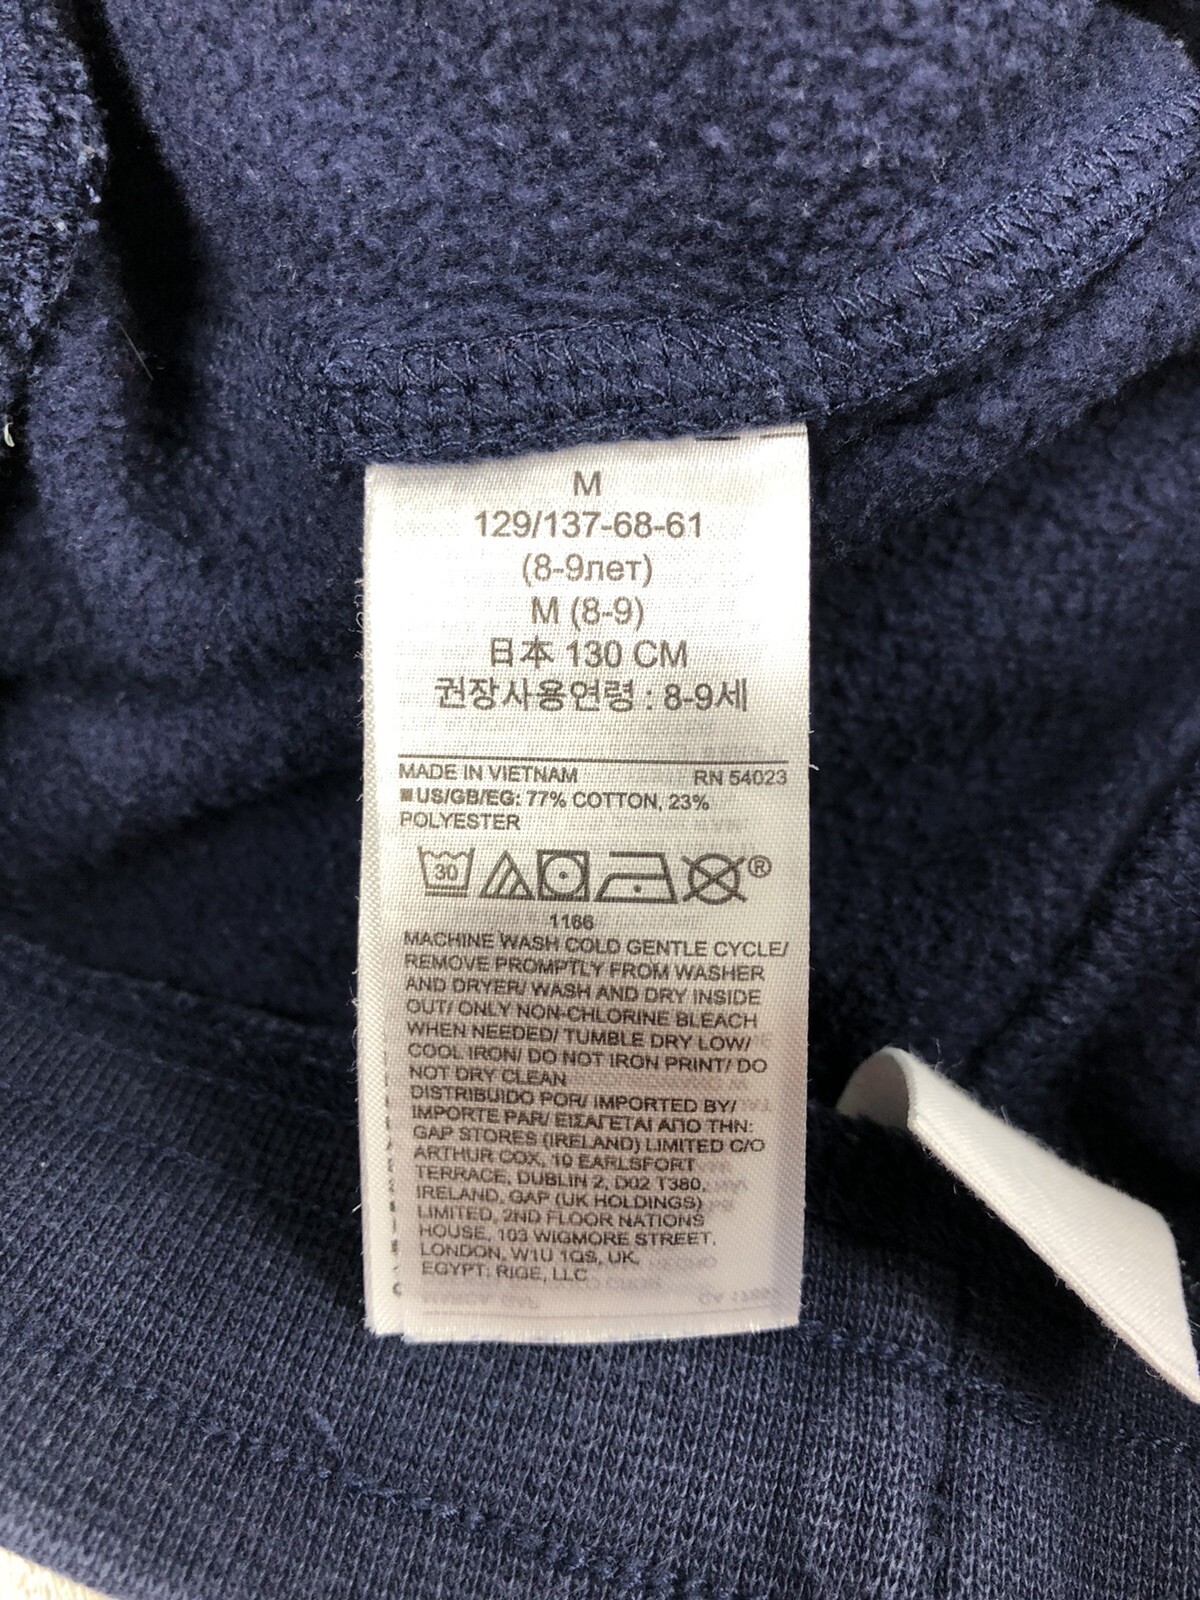 M
129/137-68-61
(8-9лет)
M (8-9)
日本 130 CM
권장사용연령 : 8-9세
MADE IN VIETNAM RN 54023
■US/GB/EG: 77% COTTON, 23%
POLYESTER
30
®
1166
MACHINE WASH COLD GENTLE CYCLE/
REMOVE PROMPTLY FROM WASHER
AND DRYER/ WASH AND DRY INSIDE
OUT/ ONLY NON-CHLORINE BLEACH
WHEN NEEDED/ TUMBLE DRY LOW/
COOL IRON/ DO NOT IRON PRINT/ DO
NOT DRY CLEAN
DISTRIBUIDO POR/ IMPORTED BY/
IMPORTE PAR/ ΕΙΣΑΓΕΤΑΙ ΑΠΟ ΤΗΝ:
GAP STORES (IRELAND) LIMITED C/O
ARTHUR COX, 10 EARLSFORT
TERRACE, DUBLIN 2, D02 T380,
IRELAND, GAP (UK HOLDINGS)
LIMITED, 2ND FLOOR NATIONS
HOUSE, 103 WIGMORE STREET,
LONDON, W1U 1QS, UK,
EGYPT: RIGE, LLC